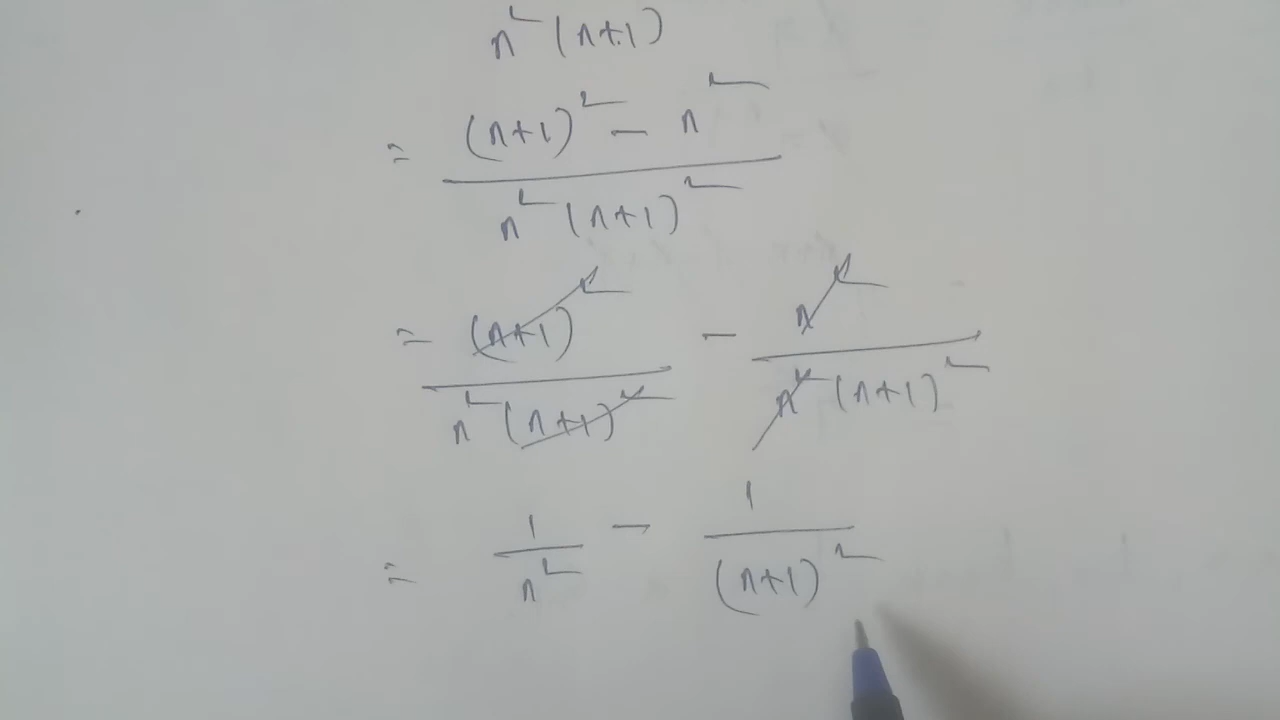 n²(n+1)
= (n+1)² - n²
n²(n+1)²
= (n+1)² - n²
n²(n+1)² n²(n+1)²
= 1 - 1
n² (n+1)²